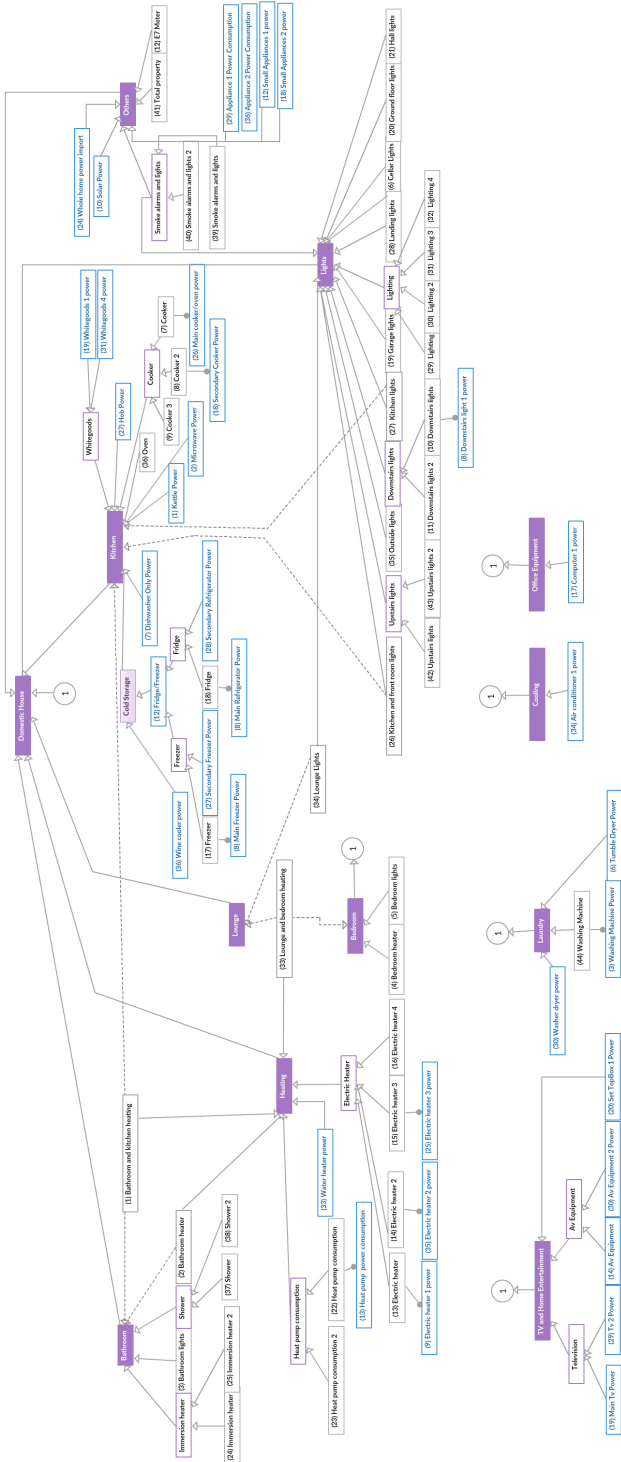 Domestic House
1
Bathroom
(1) Bathroom and kitchen heating
Cold Storage
Kitchen
Others
Immersion heater
(3) Bathroom lights
Shower
(2) Bathroom heater
(24) Immersion heater
(25) Immersion heater 2
(37) Shower
(38) Shower 2
(36) Wine cooler power
(12) Fridge/Freezer
(7) Dishwasher Only Power
(1) Kettle Power
(2) Microwave Power
(27) Hob Power
Whitegoods
(19) Whitegoods 1 power
(31) Whitegoods 4 power
(36) Oven
Cooker
(9) Cooker 3
(8) Cooker 2
(7) Cooker
(26) Main cooker/oven power
(18) Secondary Cooker Power
(24) Whole home power import
(10) Solar Power
(41) Total property
(12) E7 Meter
Smoke alarms and lights
(40) Smoke alarms and lights 2
(39) Smoke alarms and lights
(29) Appliance 1 Power Consumption
(36) Appliance 2 Power Consumption
(12) Small Appliances 1 power
(18) Small Appliances 2 power
Freezer
Fridge
(17) Freezer
(27) Secondary Freezer Power
(18) Fridge
(28) Secondary Refrigerator Power
(8) Main Freezer Power
(8) Main Refrigerator Power
Lounge
Heating
(33) Lounge and bedroom heating
(34) Lounge Lights
Lights
Heat pump consumption
(33) Water heater power
(23) Heat pump consumption 2
(22) Heat pump consumption
(13) Heat pump power consumption
Electric Heater
(13) Electric heater
(14) Electric heater 2
(15) Electric heater 3
(16) Electric heater 4
(9) Electric heater 1 power
(35) Electric heater 2 power
(25) Electric heater 3 power
Bedroom
1
(4) Bedroom heater
(5) Bedroom lights
(26) Kitchen and front room lights
Upstairs lights
(35) Outside lights
Downstairs lights
(27) Kitchen lights
(19) Garage lights
Lighting
(28) Landing lights
(6) Cellar Lights
(20) Ground floor lights
(21) Hall lights
(42) Upstairs lights
(43) Upstairs lights 2
(11) Downstairs lights 2
(10) Downstairs lights
(29) Lighting
(30) Lighting 2
(31) Lighting 3
(32) Lighting 4
(8) Downstairs light 1 power
1
TV and Home Entertainment
Television
Av Equipment
(19) Main Tv Power
(29) Tv 2 Power
(14) Av Equipment
(30) Av Equipment 2 Power
(20) Set TopBox 1 Power
1
Laundry
(30) Washer dryer power
(44) Washing Machine
(3) Washing Machine Power
(6) Tumble Dryer Power
1
Cooling
(34) Air conditioner 1 power
1
Office Equipment
(17) Computer 1 power